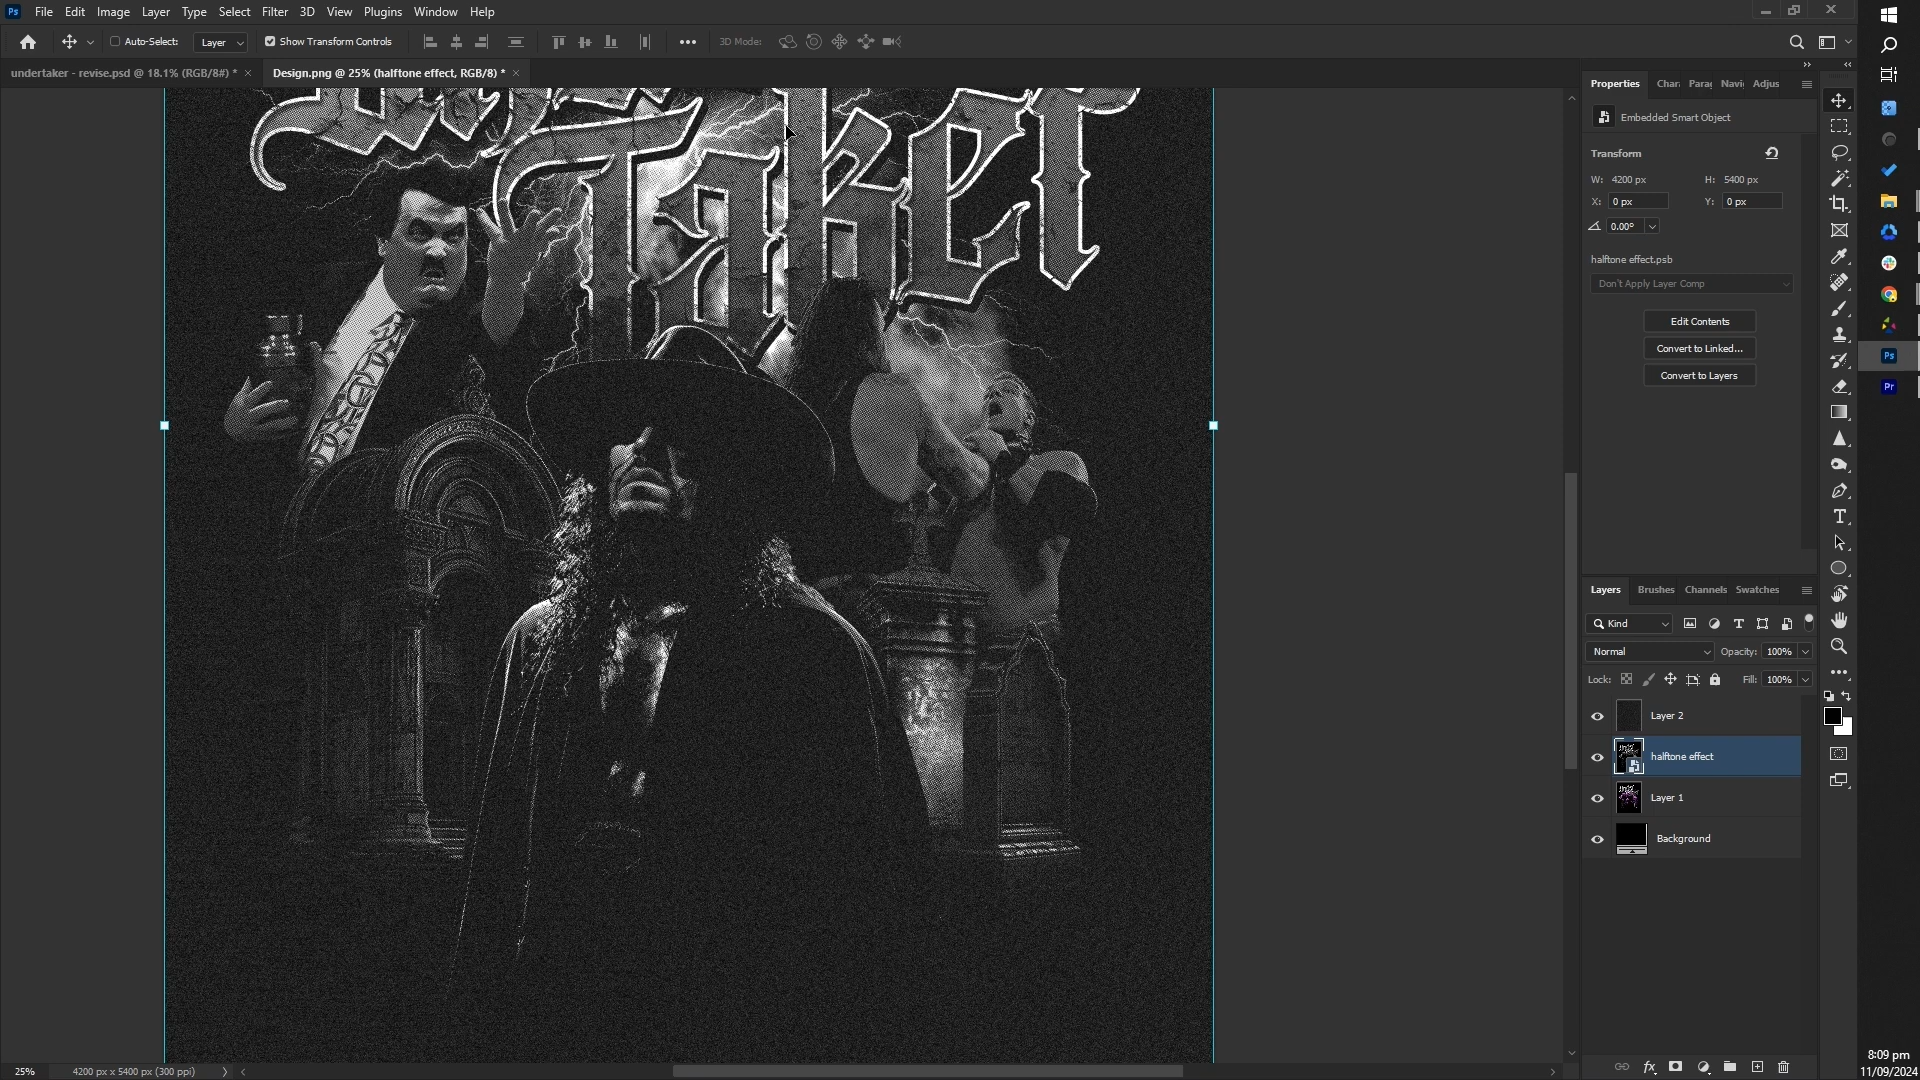 File Edit Image Layer Type Select Filter 3D View Plugins Window Help
Auto-Select: Layer Show Transform Controls 3D Mode:
undertaker - revise.psd @ 18.1% (RGB/8#) *
Design.png @ 25% (halftone effect, RGB/8) *
Taker
Properties Char Parag Navi Adjus
Embedded Smart Object
Transform
W: 4200 px H: 5400 px
X: 0 px Y: 0 px
0.00°
halftone effect.psb
Don't Apply Layer Comp
Edit Contents
Convert to Linked...
Convert to Layers
Layers Brushes Channels Swatches
Kind
Normal Opacity: 100%
Lock: Fill: 100%
Layer 2
halftone effect
Layer 1
Background
25% 4200 px x 5400 px (300 ppi)
8:09 pm
11/09/2024